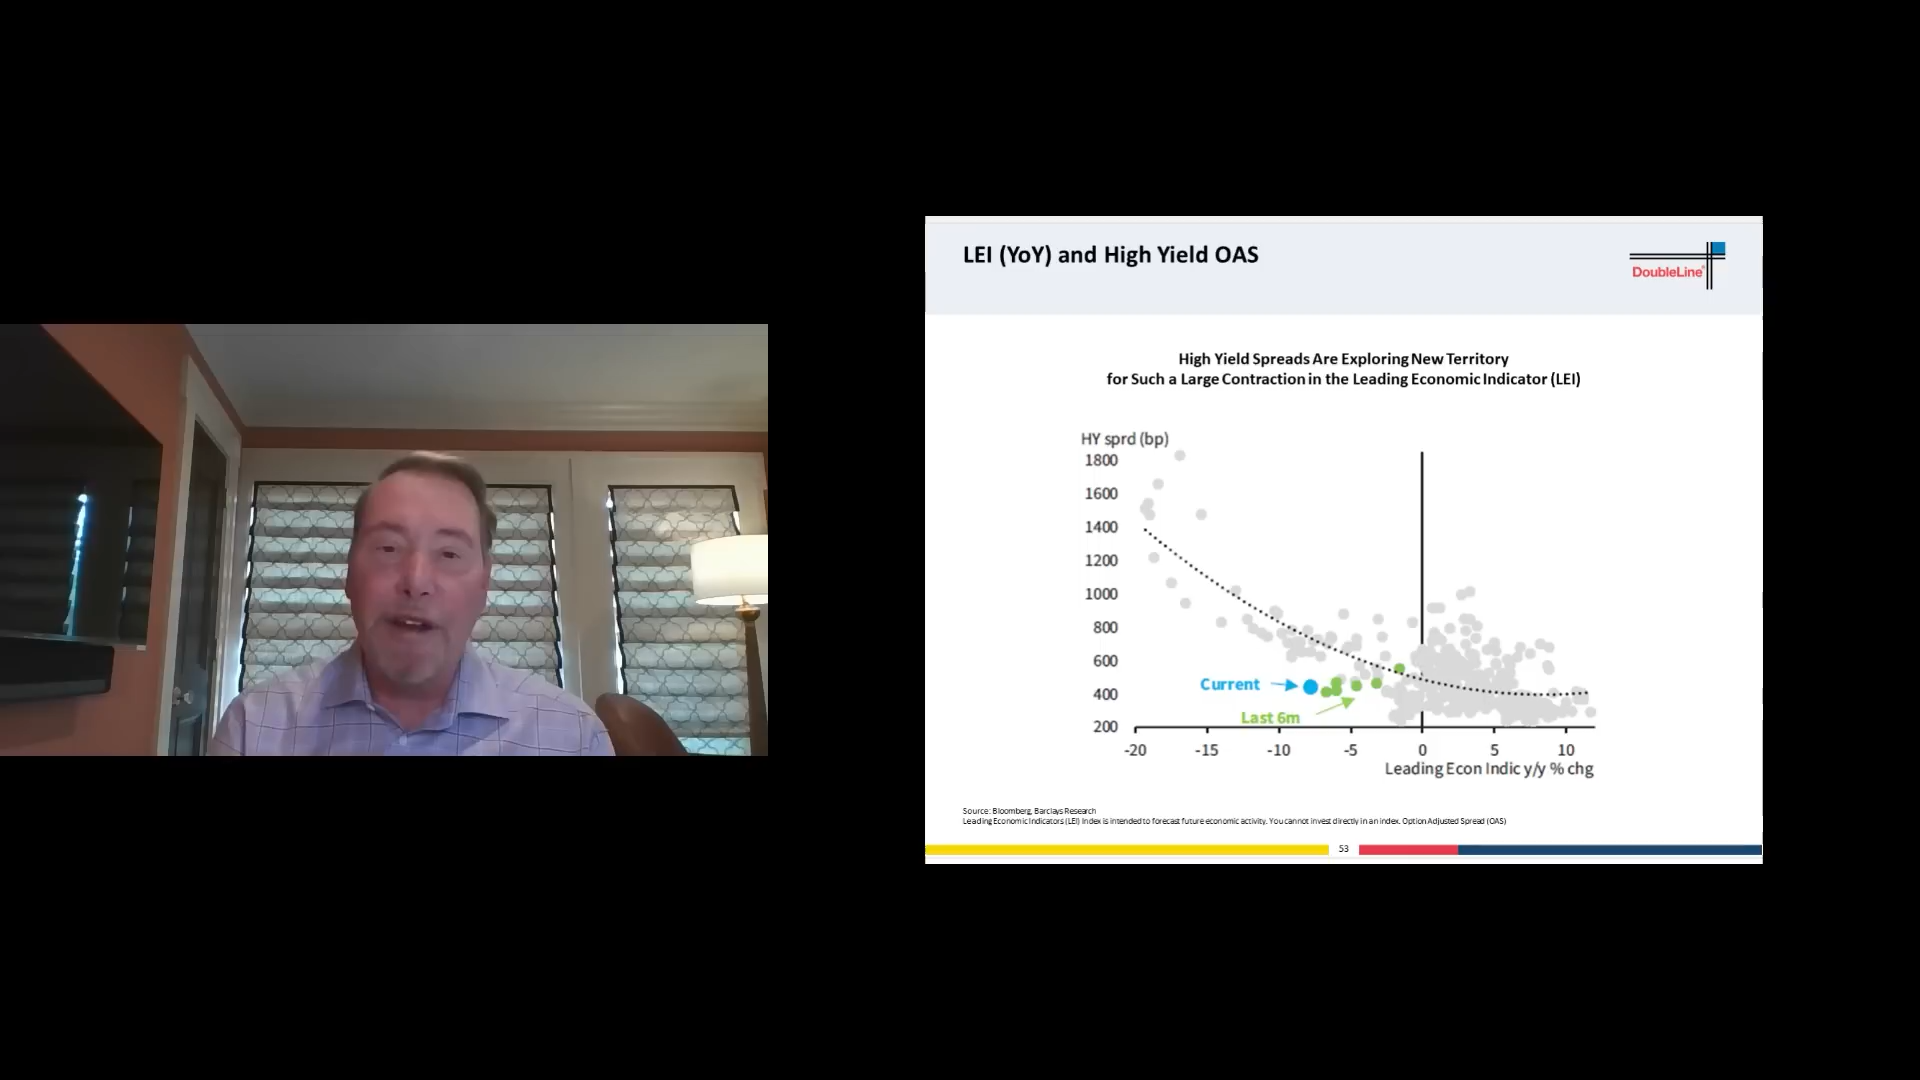 LEI (YoY) and High Yield OAS
DoubleLine®
High Yield Spreads Are Exploring New Territory
for Such a Large Contraction in the Leading Economic Indicator (LEI)
HY sprd (bp)
1800
1600
1400
1200
1000
800
600
400
200
Current
Last 6m
-20 -15 -10 -5 0 5 10
Leading Econ Indic y/y % chg
Source: Bloomberg, Barclays Research
Leading Economic Indicators (LEI) Index is intended to forecast future economic activity. You cannot invest directly in an index. Option Adjusted Spread (OAS)
53